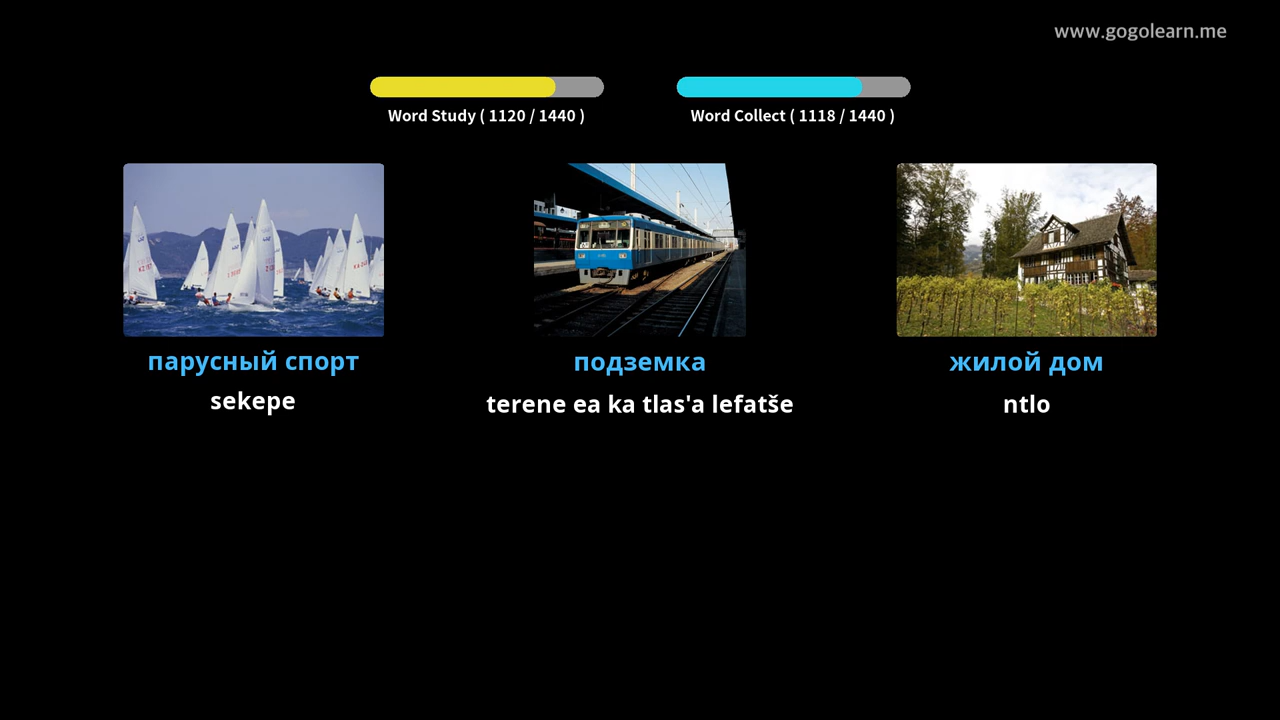 www.gogolearn.me
Word Study ( 1120 / 1440 )
Word Collect ( 1118 / 1440 )
парусный спорт
подземка
жилой дом
sekepe
terene ea ka tlas'a lefatše
ntlo